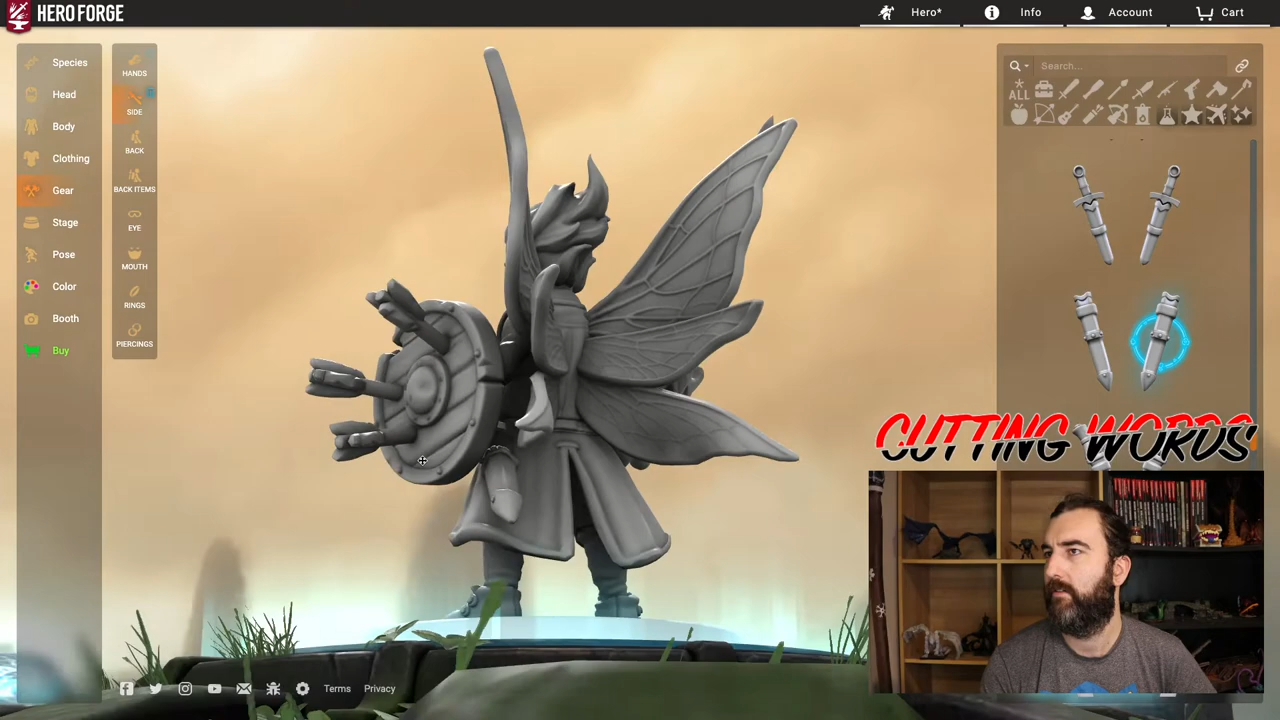 HERO FORGE
Hero*
Info
Account
Cart
Species
Head
Body
Clothing
Gear
Stage
Pose
Color
Booth
Buy
HANDS
SIDE
BACK
BACK ITEMS
EYE
MOUTH
RINGS
PIERCINGS
Search...
ALL
CUTTING WORDS
Terms
Privacy